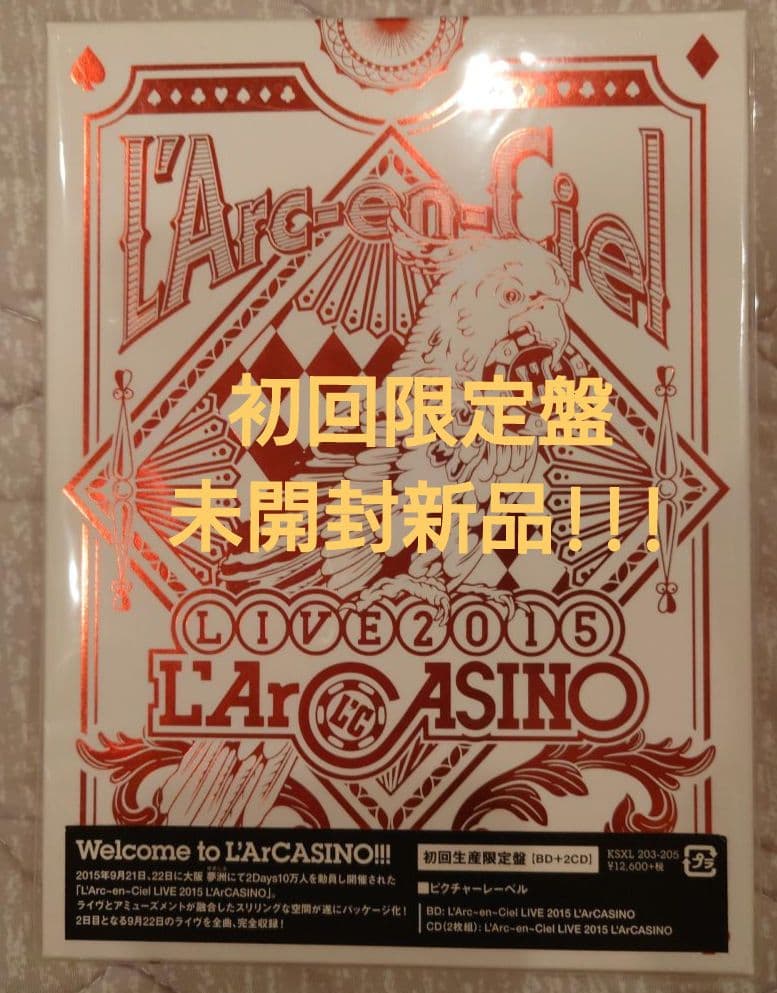 L'Arc-en-Ciel
初回限定盤
未開封新品!!!
LIVE2015
L'ArCASINO
L'C
Welcome to L'ArCASINO!!!
2015年9月21日、22日に大阪 夢洲にて2Days10万人を動員し開催された
「L'Arc~en~Ciel LIVE 2015 L'ArCASINO」。
ライヴとアミューズメントが融合したスリリングな空間が遂にパッケージ化!
2日目となる9月22日のライヴを全曲、完全収録!
初回生産限定盤【BD+2CD】
KSXL 203-205
¥12,600+税
プラ
■ピクチャーレーベル
BD: L'Arc~en~Ciel LIVE 2015 L'ArCASINO
CD(2枚組): L'Arc~en~Ciel LIVE 2015 L'ArCASINO